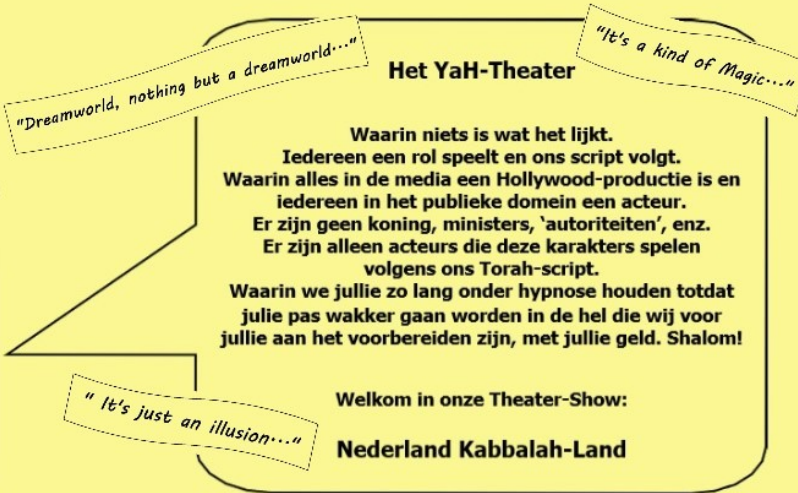 "Dreamworld, nothing but a dreamworld..."
"It's a kind of Magic..."
Het YaH-Theater
Waarin niets is wat het lijkt.
Iedereen een rol speelt en ons script volgt.
Waarin alles in de media een Hollywood-productie is en
iedereen in het publieke domein een acteur.
Er zijn geen koning, ministers, 'autoriteiten', enz.
Er zijn alleen acteurs die deze karakters spelen
volgens ons Torah-script.
Waarin we jullie zo lang onder hypnose houden totdat
julie pas wakker gaan worden in de hel die wij voor
jullie aan het voorbereiden zijn, met jullie geld. Shalom!
" It's just an illusion..."
Welkom in onze Theater-Show:
Nederland Kabbalah-Land